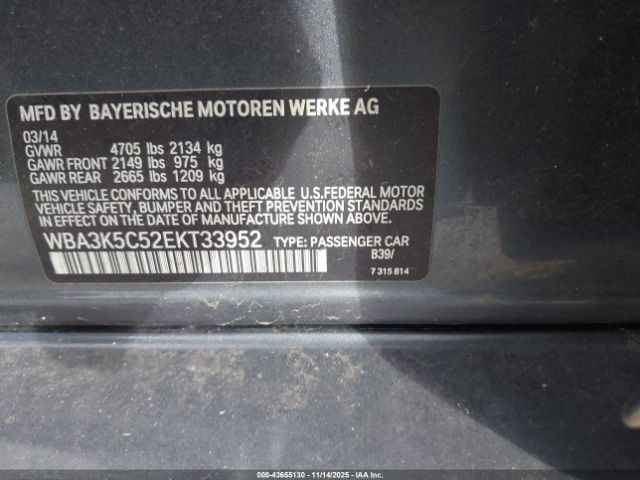 MFD BY BAYERISCHE MOTOREN WERKE AG
03/14
GVWR 4705 lbs 2134 kg
GAWR FRONT 2149 lbs 975 kg
GAWR REAR 2665 lbs 1209 kg
THIS VEHICLE CONFORMS TO ALL APPLICABLE U.S.FEDERAL MOTOR
VEHICLE SAFETY, BUMPER AND THEFT PREVENTION STANDARDS
IN EFFECT ON THE DATE OF MANUFACTURE SHOWN ABOVE.
WBA3K5C52EKT33952 TYPE: PASSENGER CAR
B39/
7 315 814
000-43655130 - 11/14/2025 - IAA Inc.